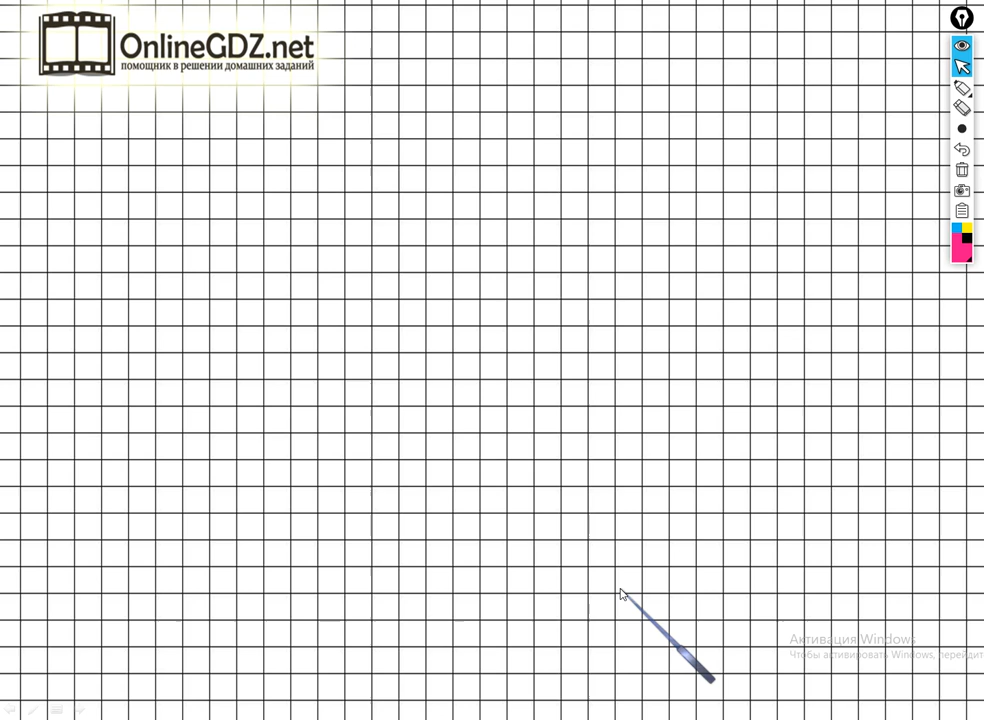 OnlineGDZ.net
помощник в решении домашних заданий
Активация Windows
Чтобы активировать Windows, перейдит